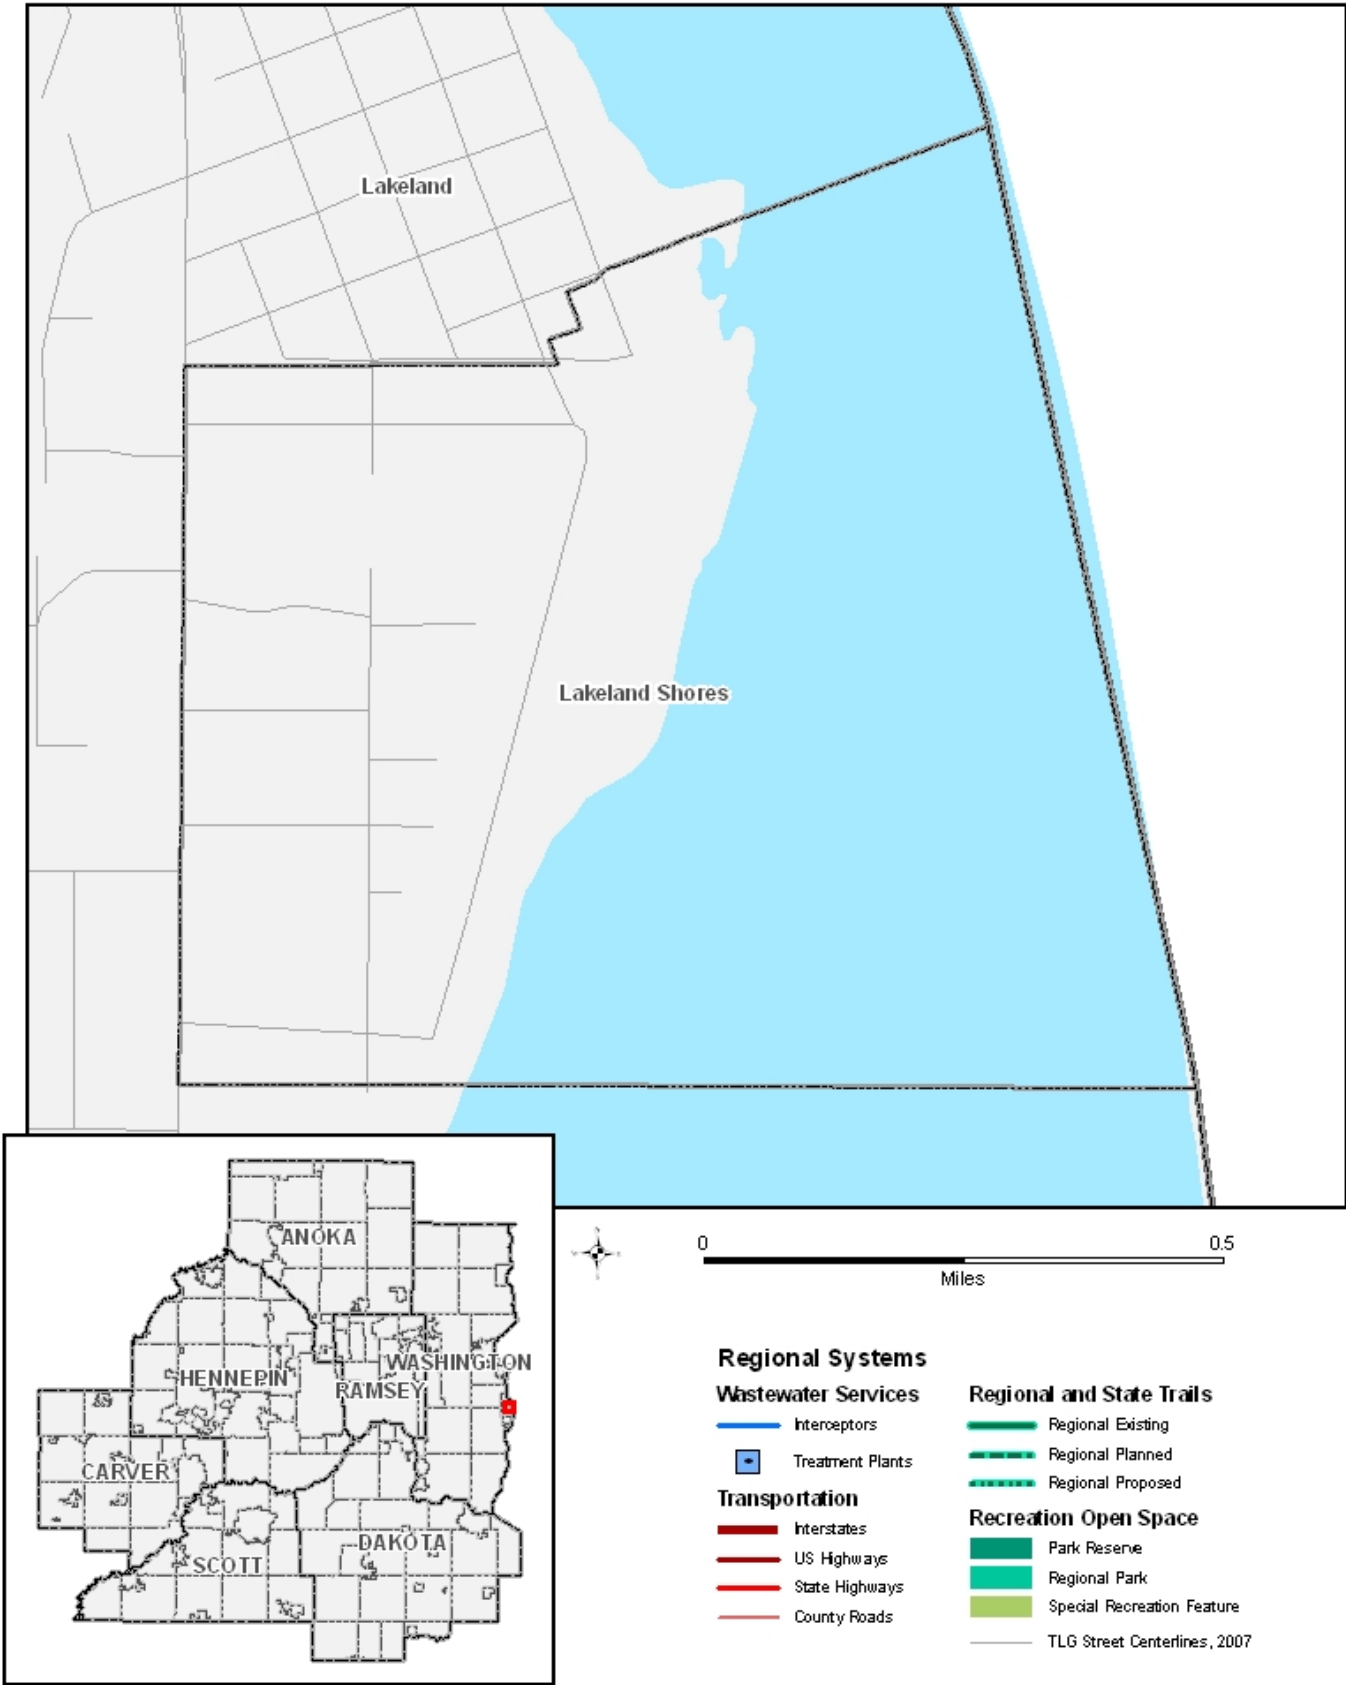 Lakeland
Lakeland Shores
ANOKA
HENNEPIN
WASHINGTON
RAMSEY
CARVER
SCOTT
DAKOTA
0 0.5
Miles
Regional Systems
Wastewater Services
Interceptors
Treatment Plants
Transportation
Interstates
US Highways
State Highways
County Roads
Regional and State Trails
Regional Existing
Regional Planned
Regional Proposed
Recreation Open Space
Park Reserve
Regional Park
Special Recreation Feature
TLG Street Centerlines, 2007